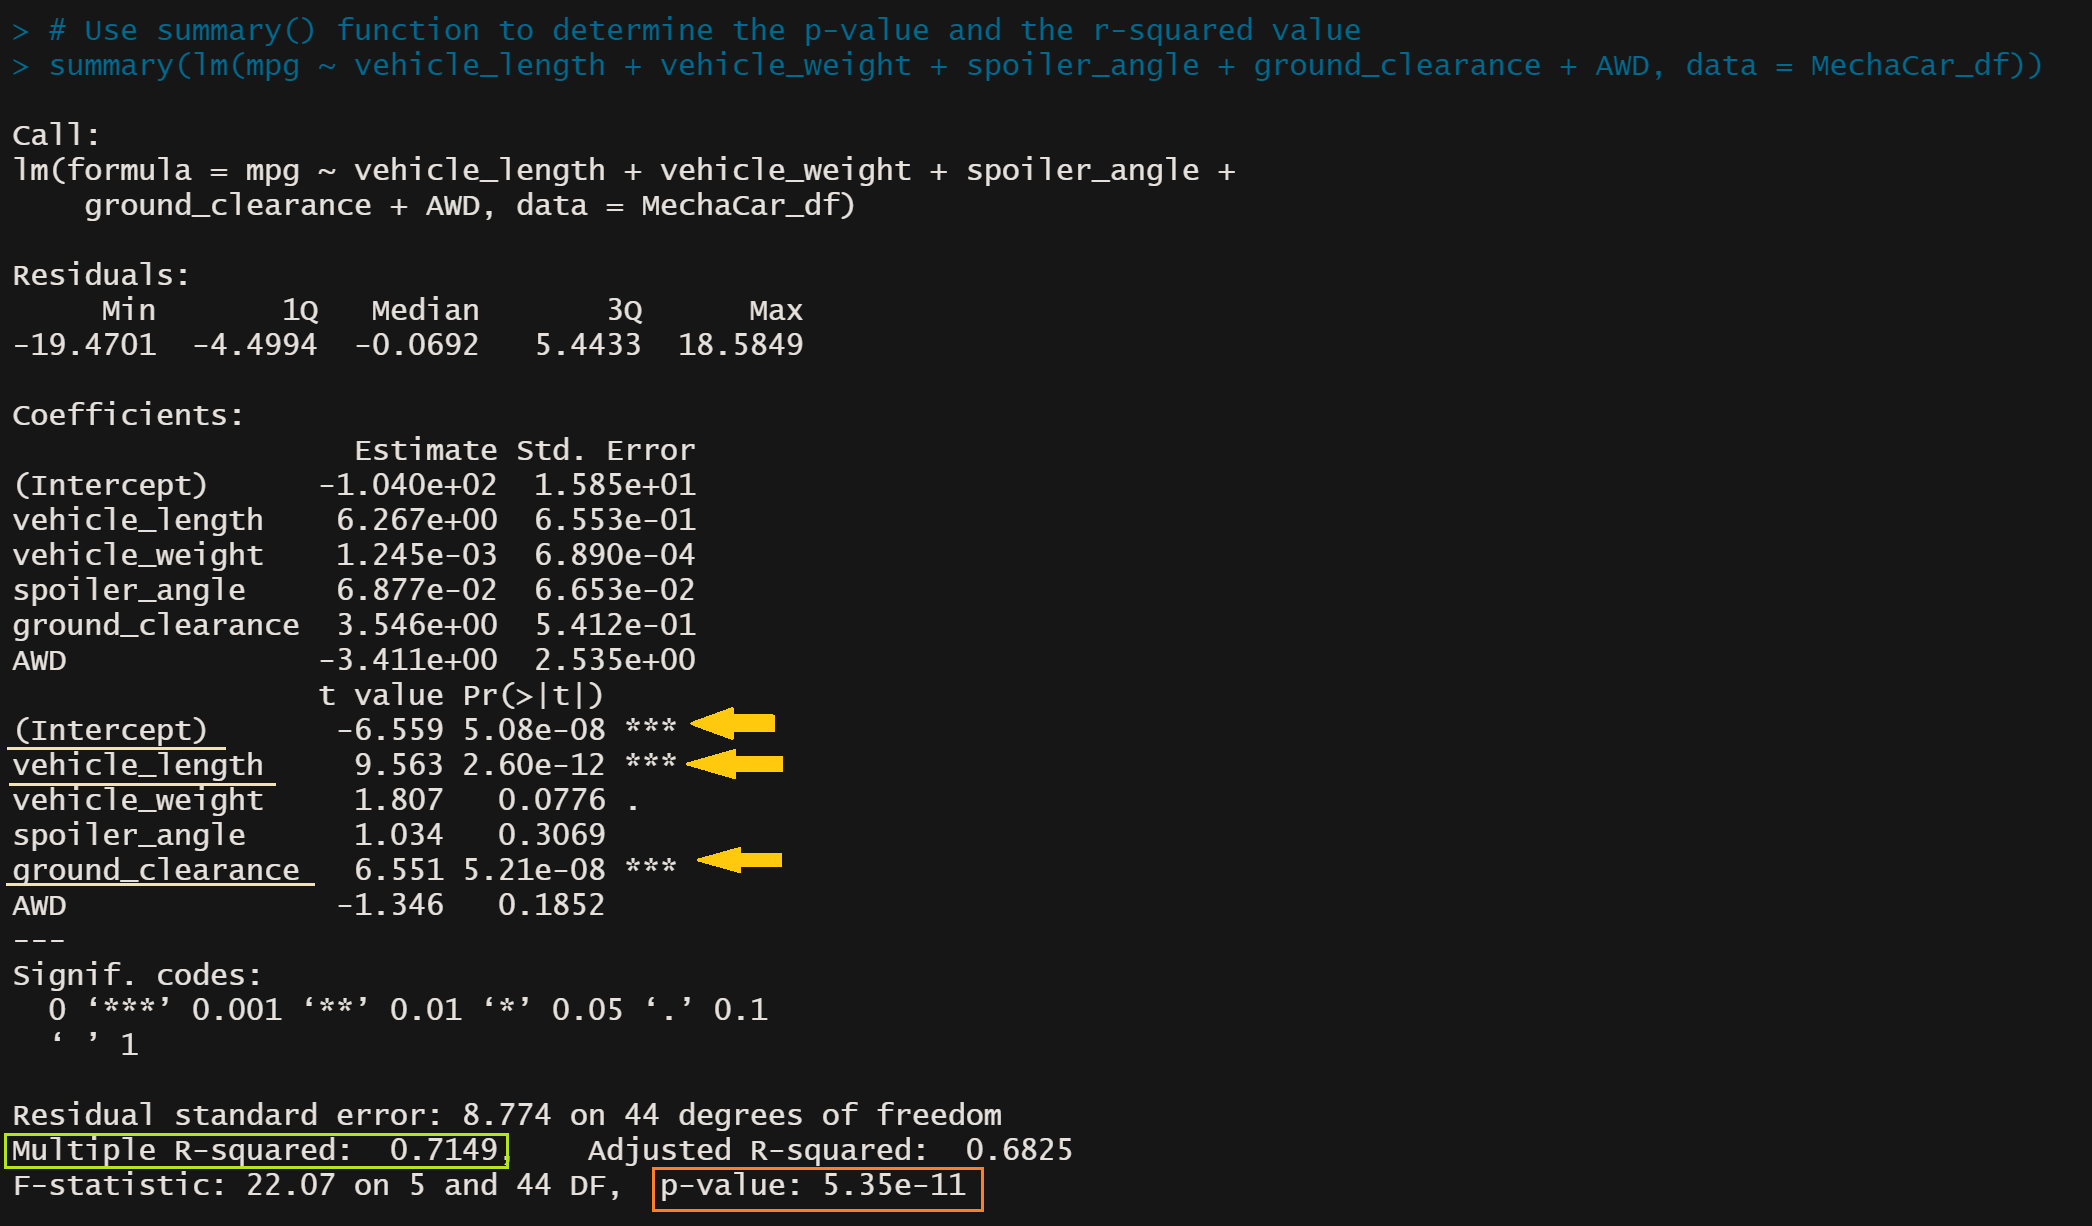 > # Use summary() function to determine the p-value and the r-squared value
> summary(lm(mpg ~ vehicle_length + vehicle_weight + spoiler_angle + ground_clearance + AWD, data = MechaCar_df))
Call:
lm(formula = mpg ~ vehicle_length + vehicle_weight + spoiler_angle +
    ground_clearance + AWD, data = MechaCar_df)
Residuals:
     Min       1Q   Median       3Q      Max
-19.4701  -4.4994  -0.0692   5.4433  18.5849
Coefficients:
                   Estimate Std. Error
(Intercept)      -1.040e+02  1.585e+01
vehicle_length    6.267e+00  6.553e-01
vehicle_weight    1.245e-03  6.890e-04
spoiler_angle     6.877e-02  6.653e-02
ground_clearance  3.546e+00  5.412e-01
AWD              -3.411e+00  2.535e+00
                 t value Pr(>|t|)
(Intercept)       -6.559 5.08e-08 ***
vehicle_length     9.563 2.60e-12 ***
vehicle_weight     1.807   0.0776 .
spoiler_angle      1.034   0.3069
ground_clearance   6.551 5.21e-08 ***
AWD               -1.346   0.1852
---
Signif. codes:
  0 ‘***’ 0.001 ‘**’ 0.01 ‘*’ 0.05 ‘.’ 0.1
  ‘ ’ 1
Residual standard error: 8.774 on 44 degrees of freedom
Multiple R-squared:  0.7149,    Adjusted R-squared:  0.6825
F-statistic: 22.07 on 5 and 44 DF,  p-value: 5.35e-11